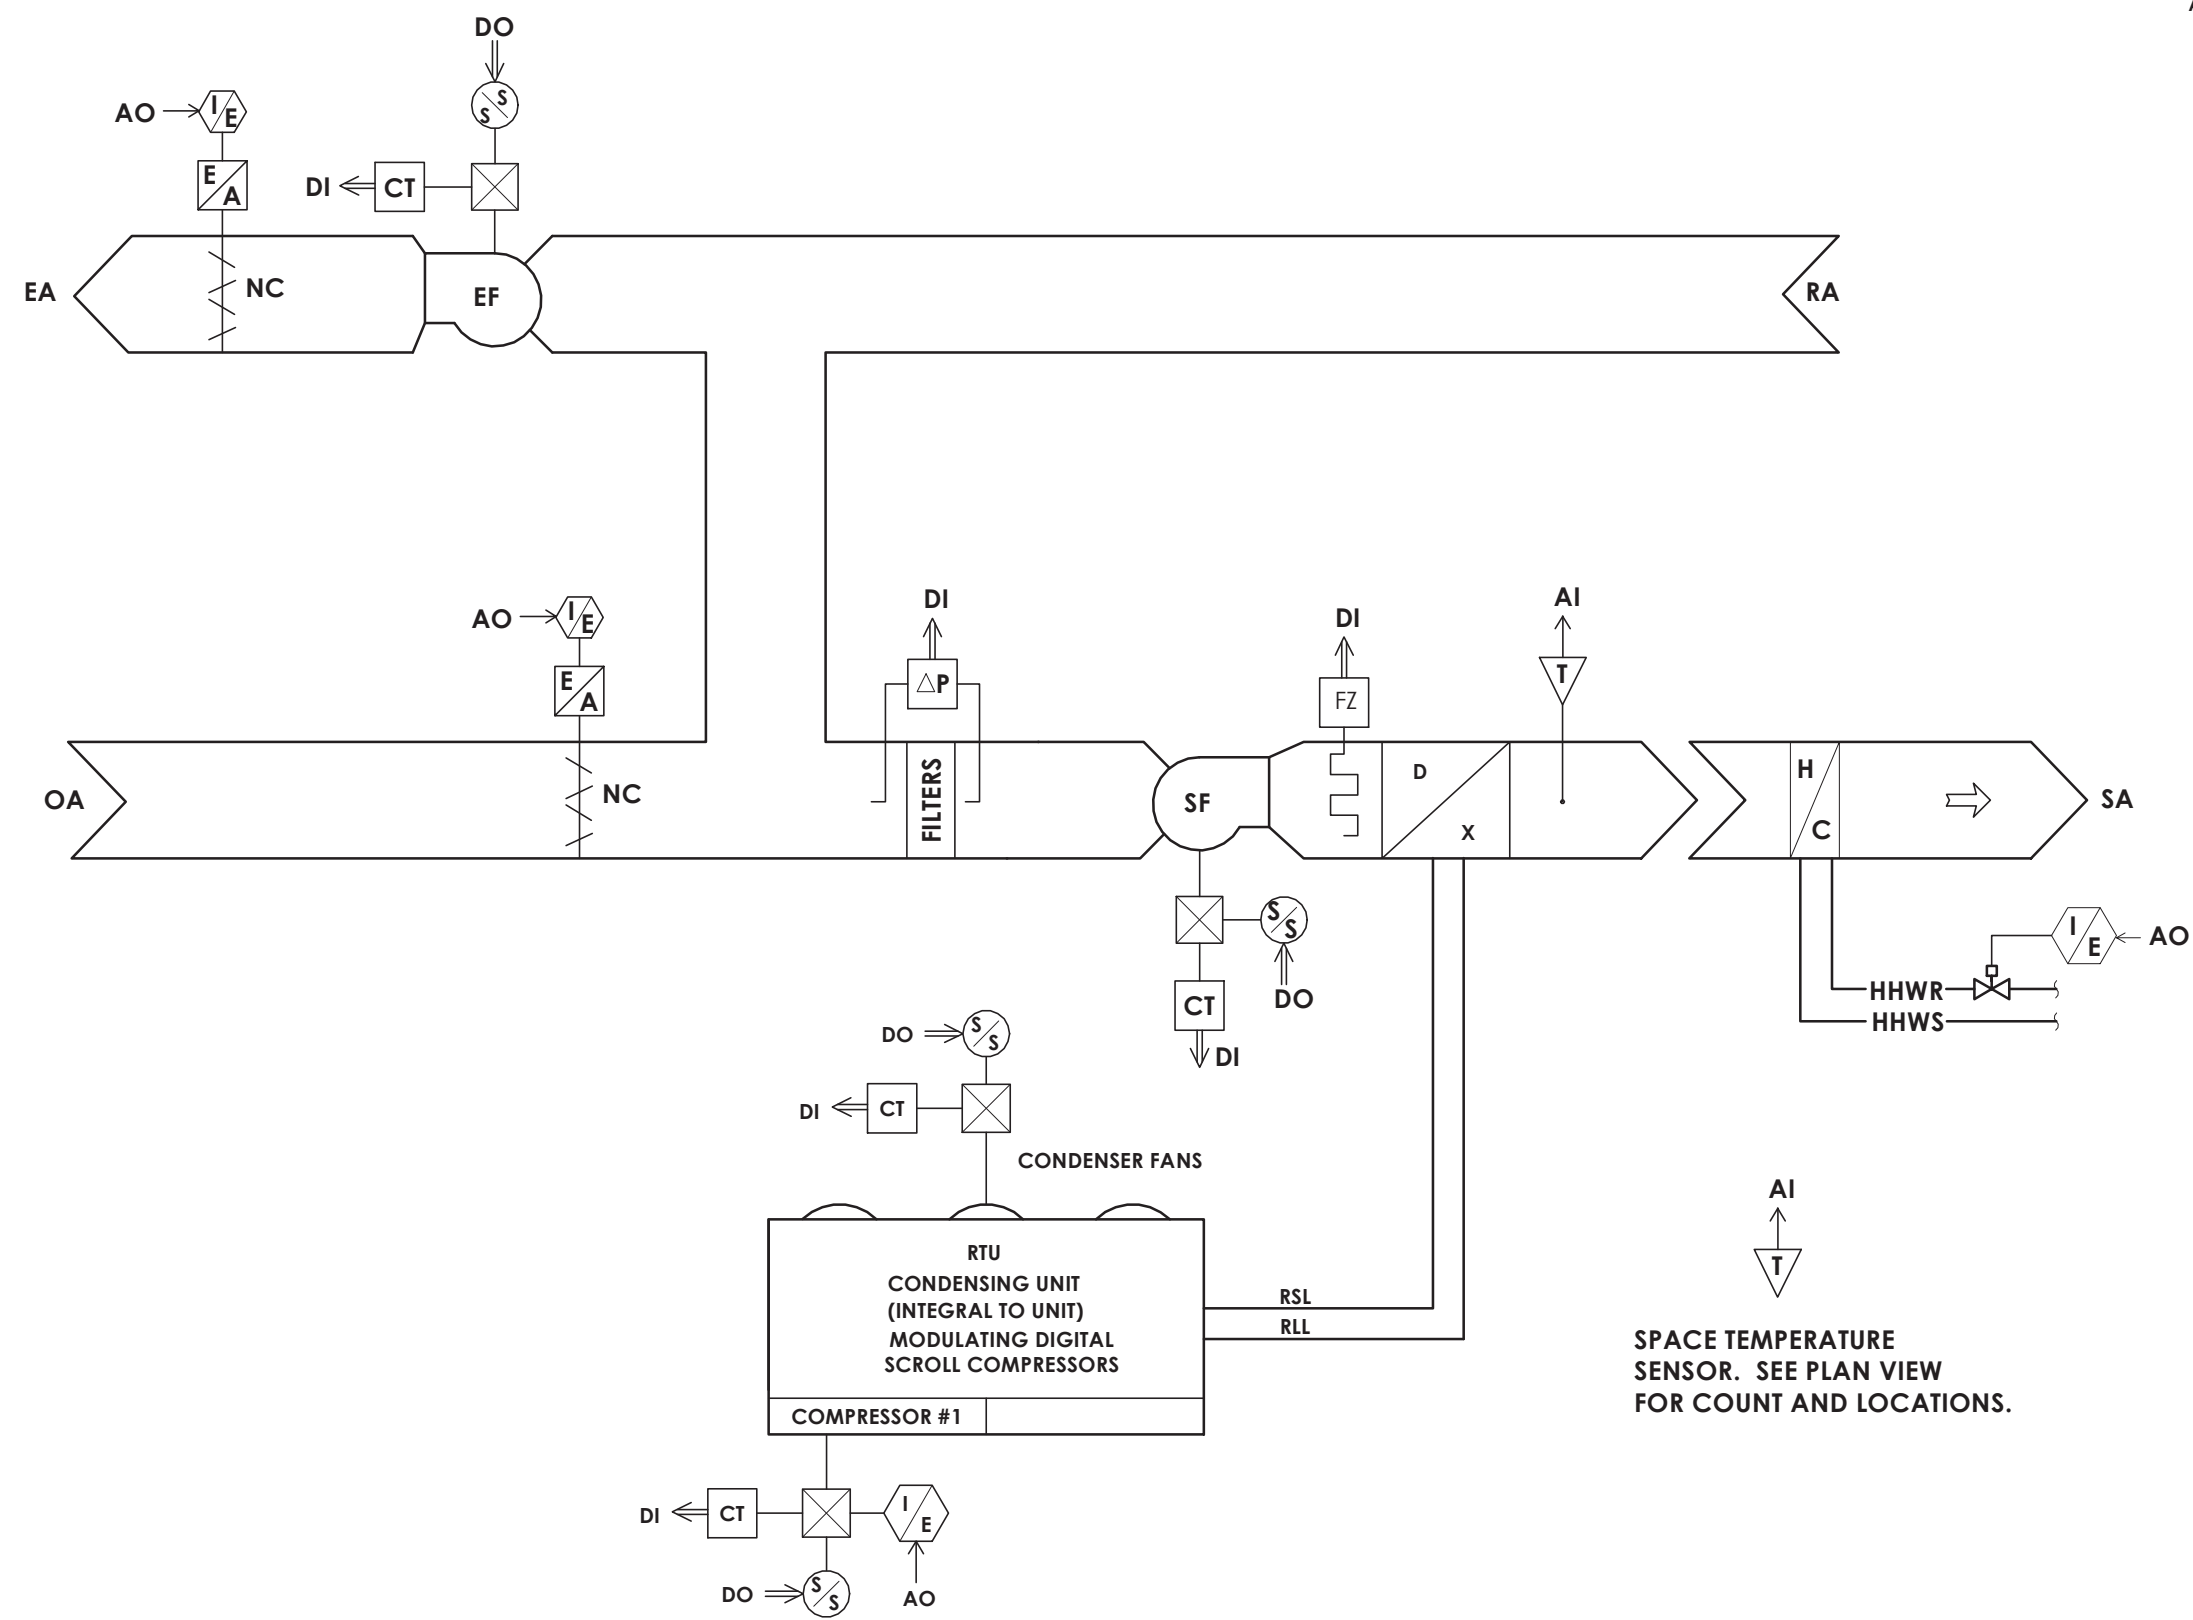 DO
AO
I/E
S/S
E/A
DI
CT
EA
NC
EF
RA
AO
I/E
E/A
DI
△P
DI
FZ
AI
T
OA
NC
FILTERS
SF
D
X
H
C
SA
I/E
AO
S/S
DO
CT
DI
HHWR
HHWS
DO
S/S
DI
CT
CONDENSER FANS
RTU
CONDENSING UNIT
(INTEGRAL TO UNIT)
MODULATING DIGITAL
SCROLL COMPRESSORS
COMPRESSOR #1
RSL
RLL
AI
T
SPACE TEMPERATURE
SENSOR. SEE PLAN VIEW
FOR COUNT AND LOCATIONS.
DI
CT
I/E
DO
S/S
AO